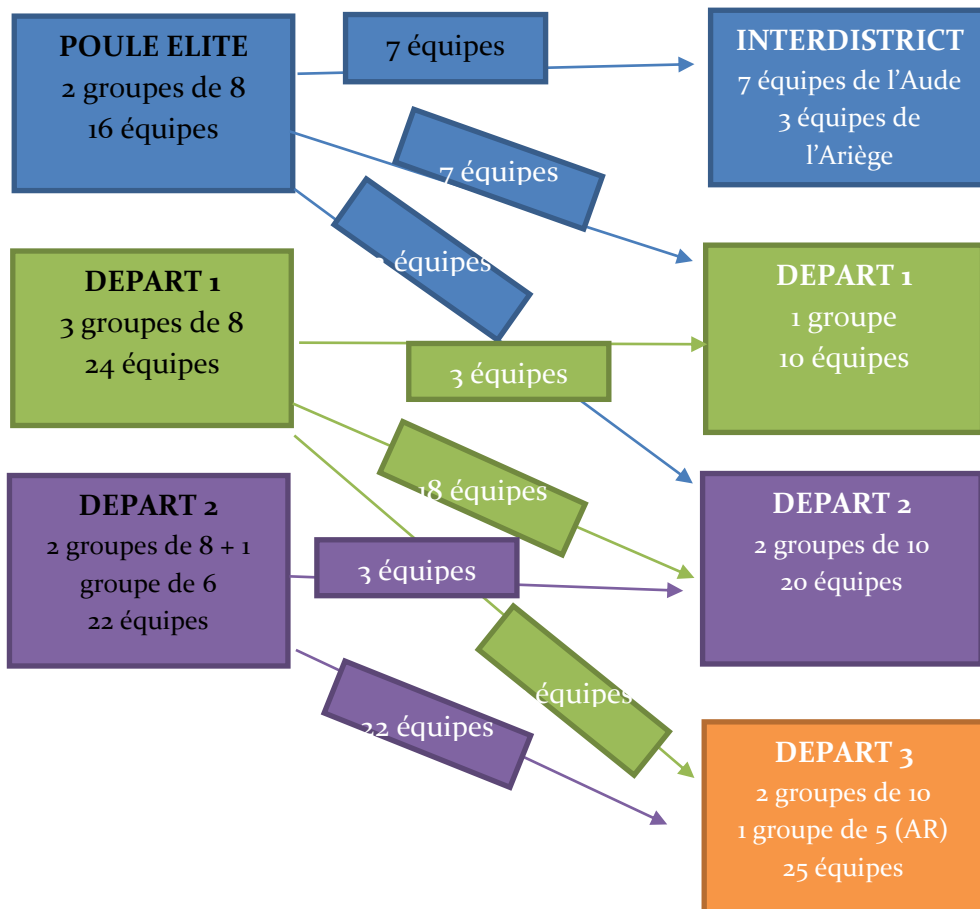 POULE ELITE
2 groupes de 8
16 équipes
7 équipes
INTERDISTRICT
7 équipes de l'Aude
3 équipes de
l'Ariège
7 équipes
équipes
DEPART 1
3 groupes de 8
24 équipes
3 équipes
DEPART 1
1 groupe
10 équipes
18 équipes
DEPART 2
2 groupes de 8 + 1
groupe de 6
22 équipes
3 équipes
DEPART 2
2 groupes de 10
20 équipes
équipes
22 équipes
DEPART 3
2 groupes de 10
1 groupe de 5 (AR)
25 équipes